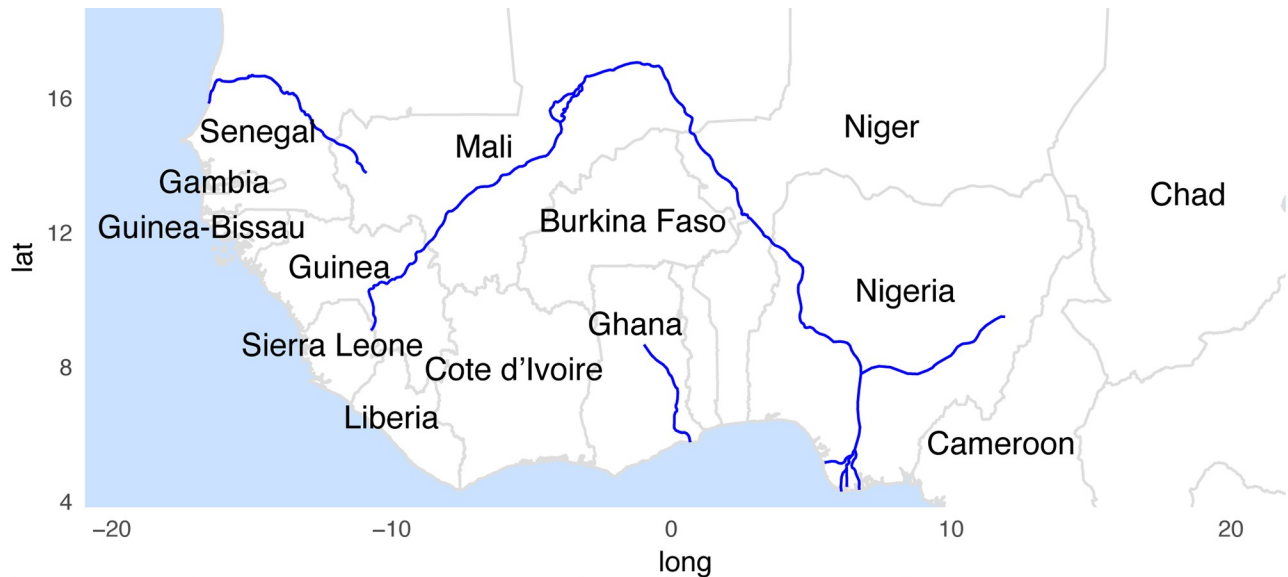 lat
16
12
8
4
Senegal
Mali
Niger
Gambia
Chad
Guinea-Bissau
Burkina Faso
Guinea
Nigeria
Ghana
Sierra Leone
Cote d’Ivoire
Liberia
Cameroon
−20
−10
0
10
20
long